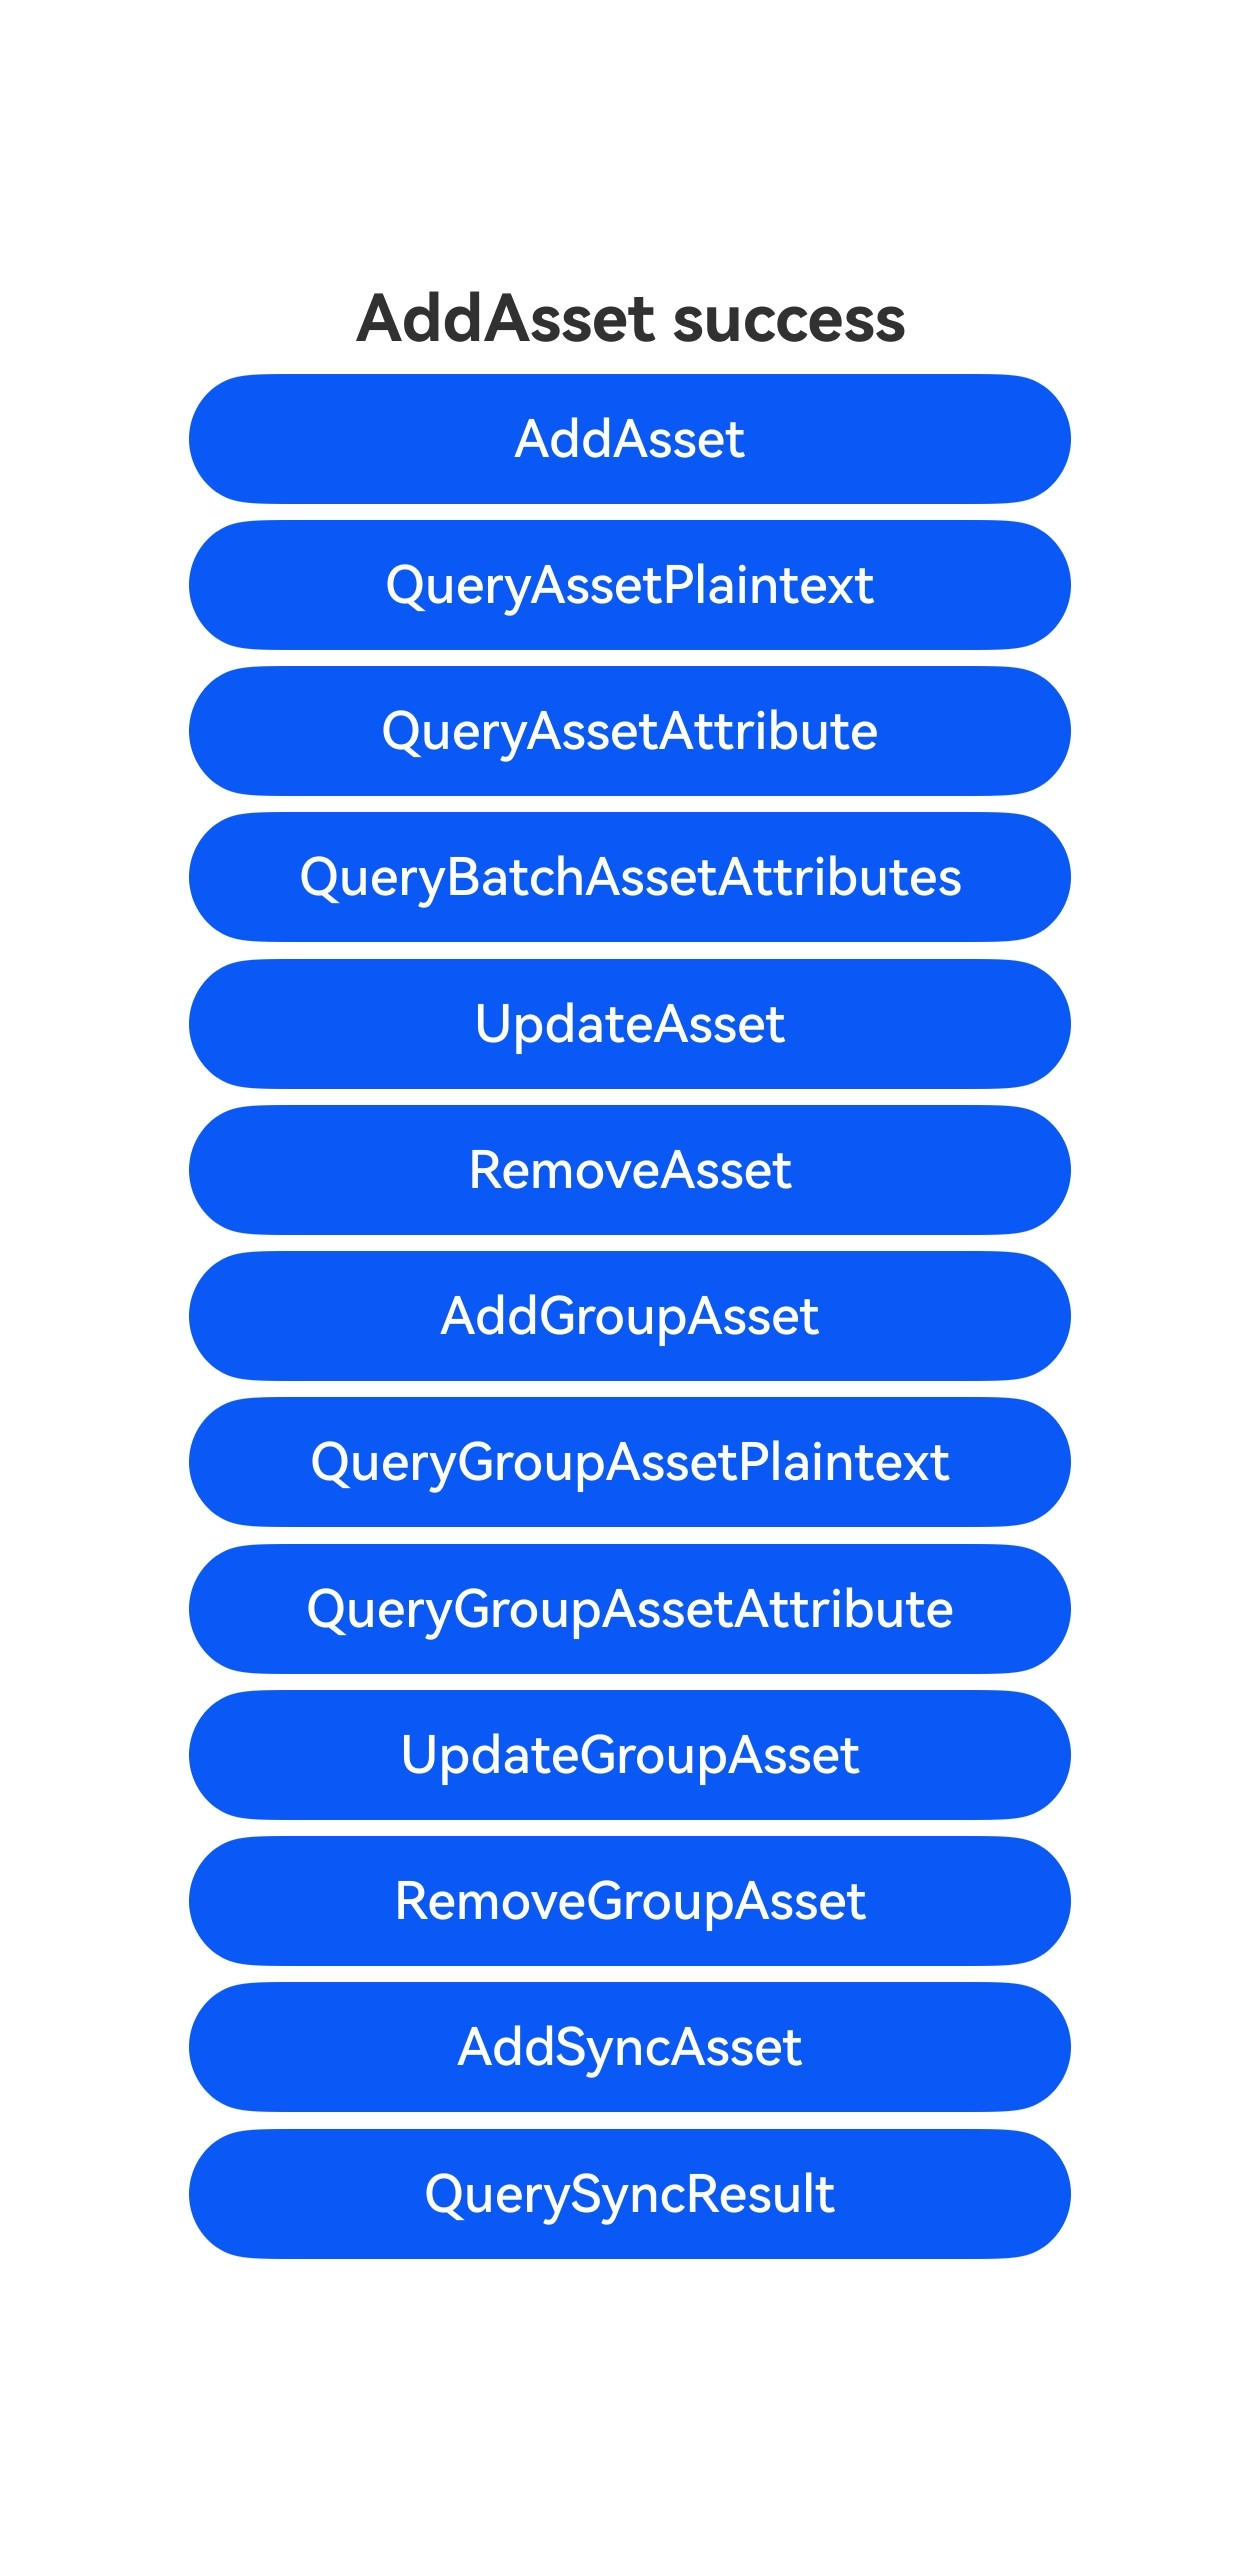 AddAsset success
AddAsset
QueryAssetPlaintext
QueryAssetAttribute
QueryBatchAssetAttributes
UpdateAsset
RemoveAsset
AddGroupAsset
QueryGroupAssetPlaintext
QueryGroupAssetAttribute
UpdateGroupAsset
RemoveGroupAsset
AddSyncAsset
QuerySyncResult